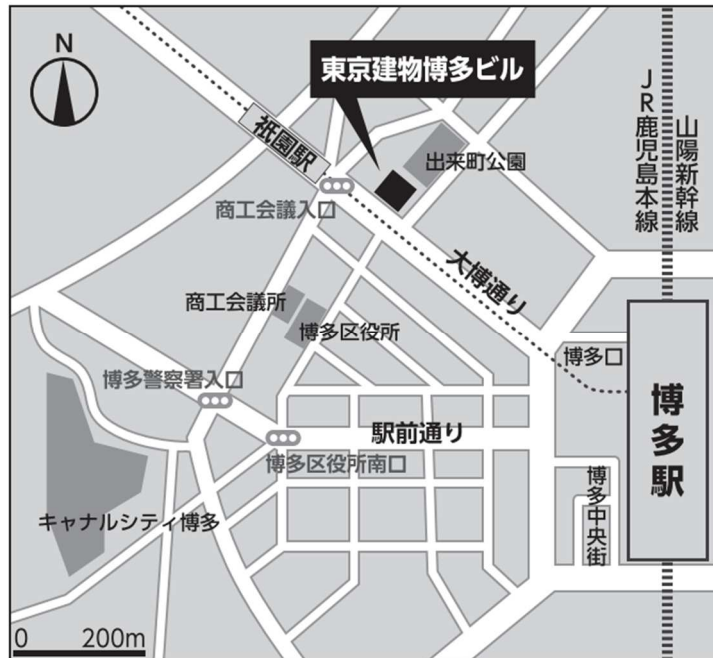 N
東京建物博多ビル
JR鹿児島本線
山陽新幹線
祇園駅
出来町公園
商工会議入口
大博通り
商工会議所
博多区役所
博多口
博多警察署入口
駅前通り
博多駅
博多区役所南口
博多中央街
キャナルシティ博多
0 200m